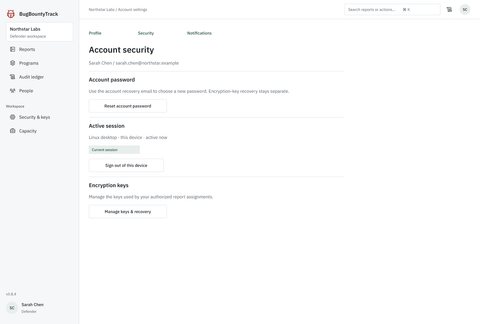 BugBountyTrack
Northstar Labs
Defender workspace
Reports
Programs
Audit ledger
People
Workspace
Security & keys
Capacity
v1.0.4
SC
Sarah Chen
Defender
Northstar Labs / Account settings
Search reports or actions...
⌘ K
SC
Profile
Security
Notifications
Account security
Sarah Chen / sarah.chen@northstar.example
Account password
Use the account recovery email to choose a new password. Encryption-key recovery stays separate.
Reset account password
Active session
Linux desktop · this device · active now
Current session
Sign out of this device
Encryption keys
Manage the keys used by your authorized report assignments.
Manage keys & recovery